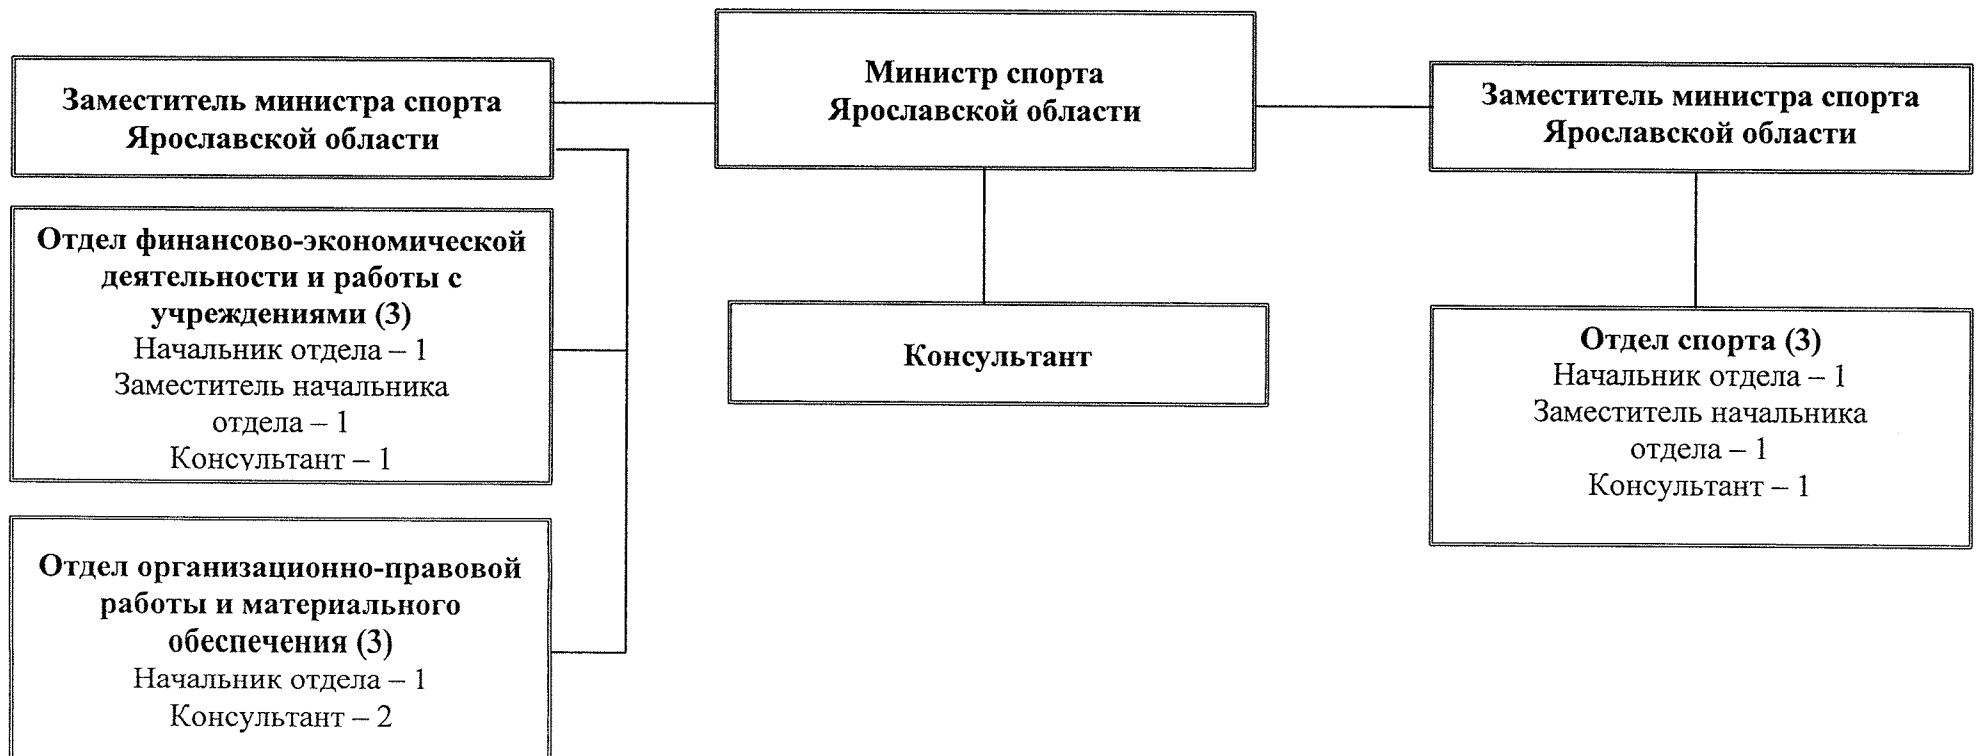 Министр спорта
Ярославской области
Заместитель министра спорта
Ярославской области
Заместитель министра спорта
Ярославской области
Отдел финансово-экономической
деятельности и работы с
учреждениями (3)
Начальник отдела – 1
Заместитель начальника
отдела – 1
Консультант – 1
Консультант
Отдел спорта (3)
Начальник отдела – 1
Заместитель начальника
отдела – 1
Консультант – 1
Отдел организационно-правовой
работы и материального
обеспечения (3)
Начальник отдела – 1
Консультант – 2